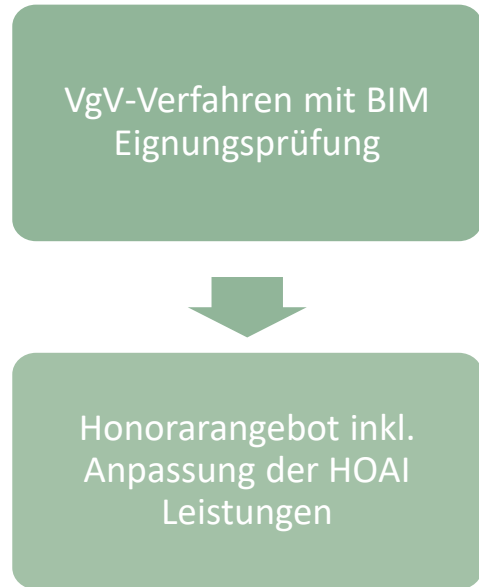 VgV-Verfahren mit BIM
Eignungsprüfung
Honorarangebot inkl.
Anpassung der HOAI
Leistungen